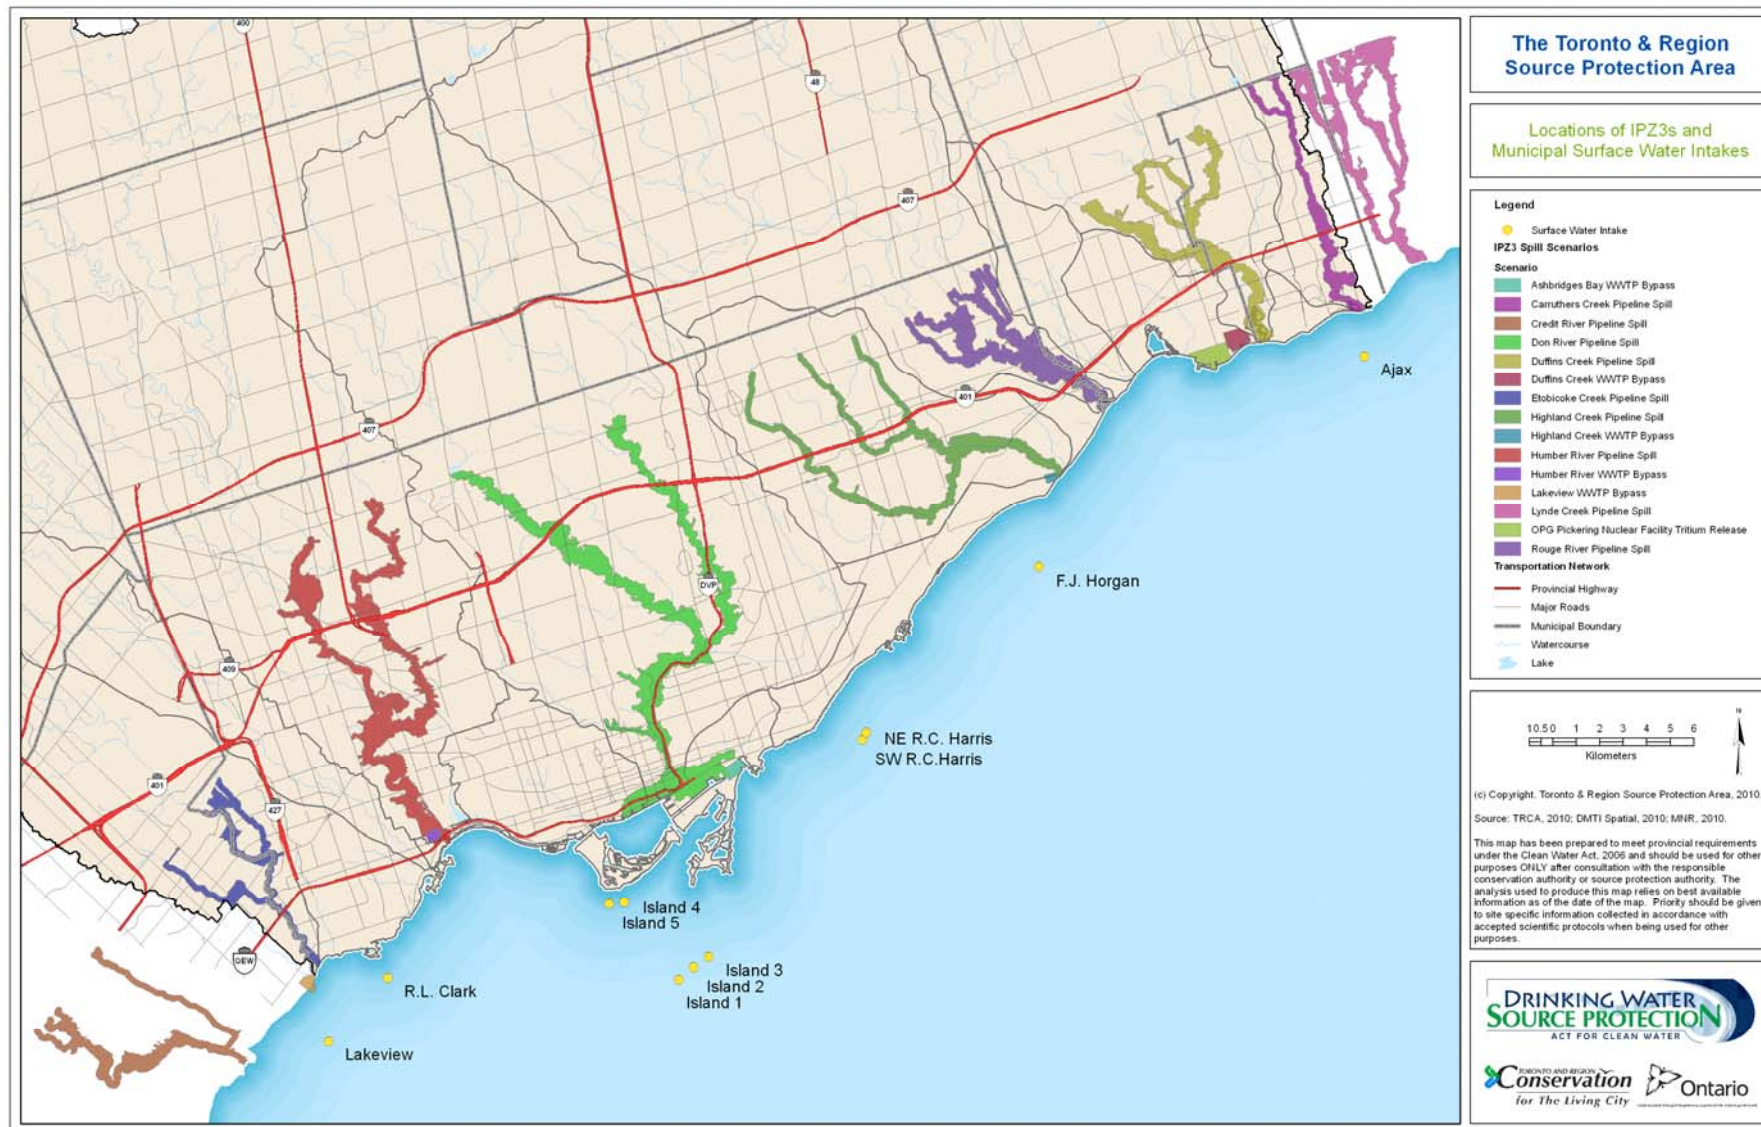 The Toronto & Region
Source Protection Area
Locations of IPZ3s and
Municipal Surface Water Intakes
Legend
Surface Water Intake
IPZ3 Spill Scenarios
Scenario
Ashbridges Bay WWTP Bypass
Carruthers Creek Pipeline Spill
Credit River Pipeline Spill
Don River Pipeline Spill
Duffins Creek Pipeline Spill
Duffins Creek WWTP Bypass
Etobicoke Creek Pipeline Spill
Highland Creek Pipeline Spill
Highland Creek WWTP Bypass
Humber River Pipeline Spill
Humber River WWTP Bypass
Lakeview WWTP Bypass
Lynde Creek Pipeline Spill
OPG Pickering Nuclear Facility Tritium Release
Rouge River Pipeline Spill
Transportation Network
Provincial Highway
Major Roads
Municipal Boundary
Watercourse
Lake
10.50 1 2 3 4 5 6
Kilometers
N
(c) Copyright. Toronto & Region Source Protection Area, 2010.
Source: TRCA, 2010; DMTI Spatial, 2010; MNR, 2010.
This map has been prepared to meet provincial requirements
under the Clean Water Act, 2006 and should be used for other
purposes ONLY after consultation with the responsible
conservation authority or source protection authority. The
analysis used to produce this map relies on best available
information as of the date of the map. Priority should be given
to site specific information collected in accordance with
accepted scientific protocols when being used for other
purposes.
DRINKING WATER
SOURCE PROTECTION
ACT FOR CLEAN WATER
TORONTO AND REGION
Conservation
for The Living City
Ontario
400
48
407
407
401
DVP
409
401
427
QEW
Ajax
F.J. Horgan
NE R.C. Harris
SW R.C.Harris
Island 4
Island 5
Island 3
Island 2
Island 1
R.L. Clark
Lakeview